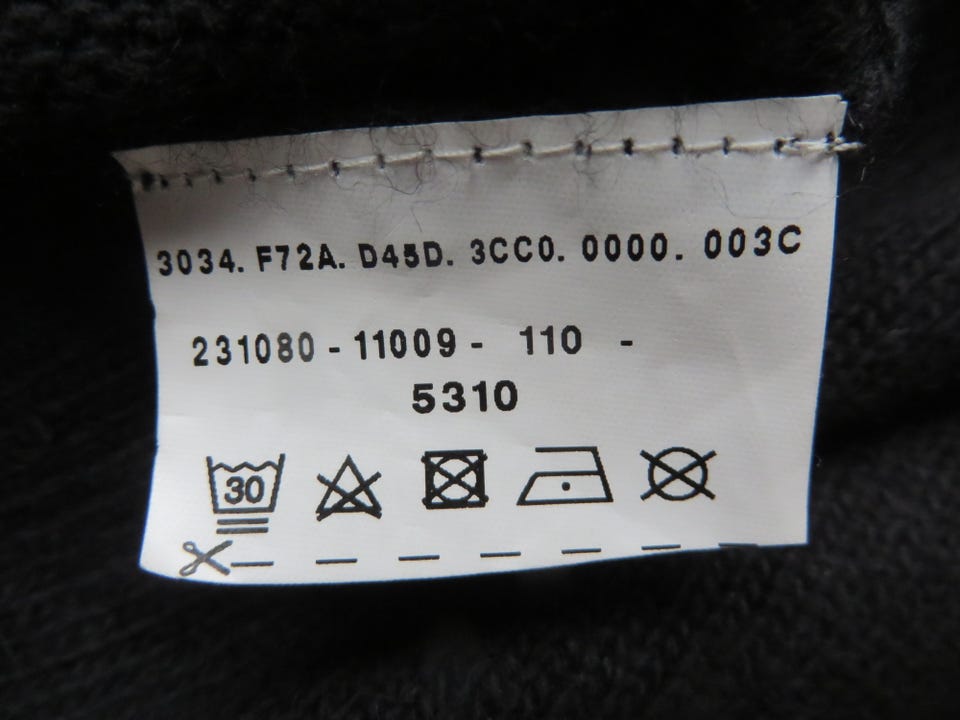 3034. F72A. D45D. 3CC0. 0000. 003C
231080 - 11009 - 110 -
5310
30